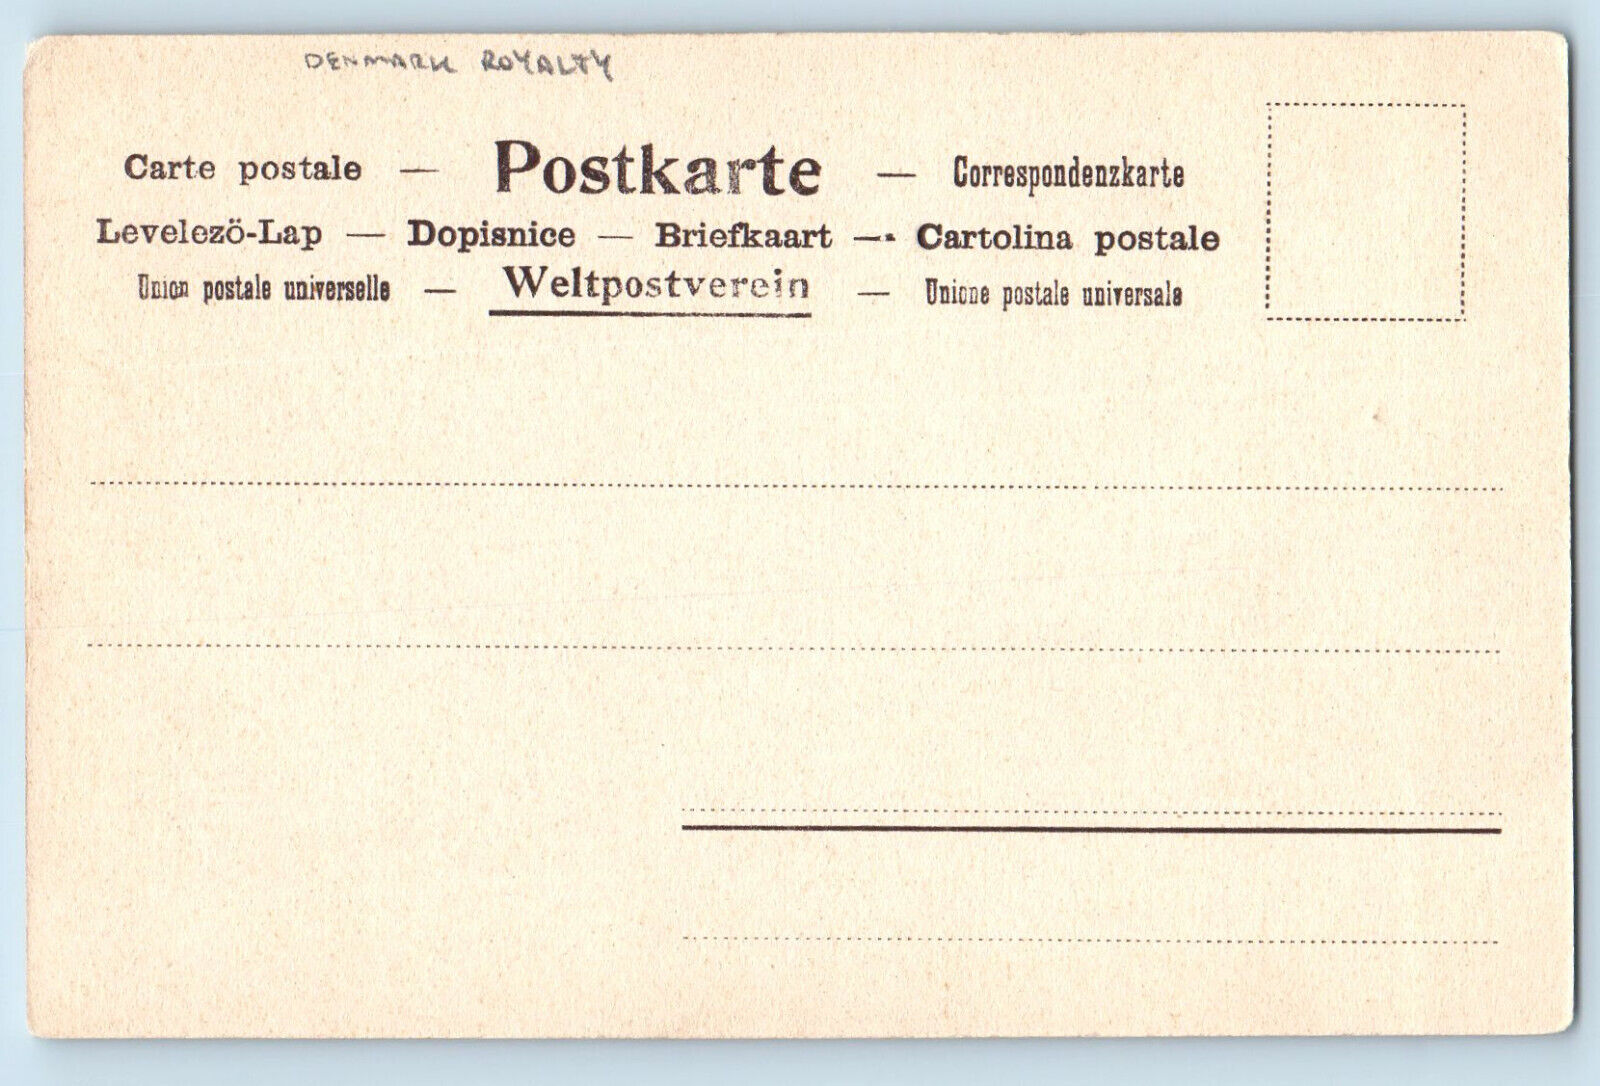 DENMARK ROYALTY
Carte postale — Postkarte — Correspondenzkarte
Levelezö-Lap — Dopisnice — Briefkaart — Cartolina postale
Union postale universelle — Weltpostverein — Unione postale universale